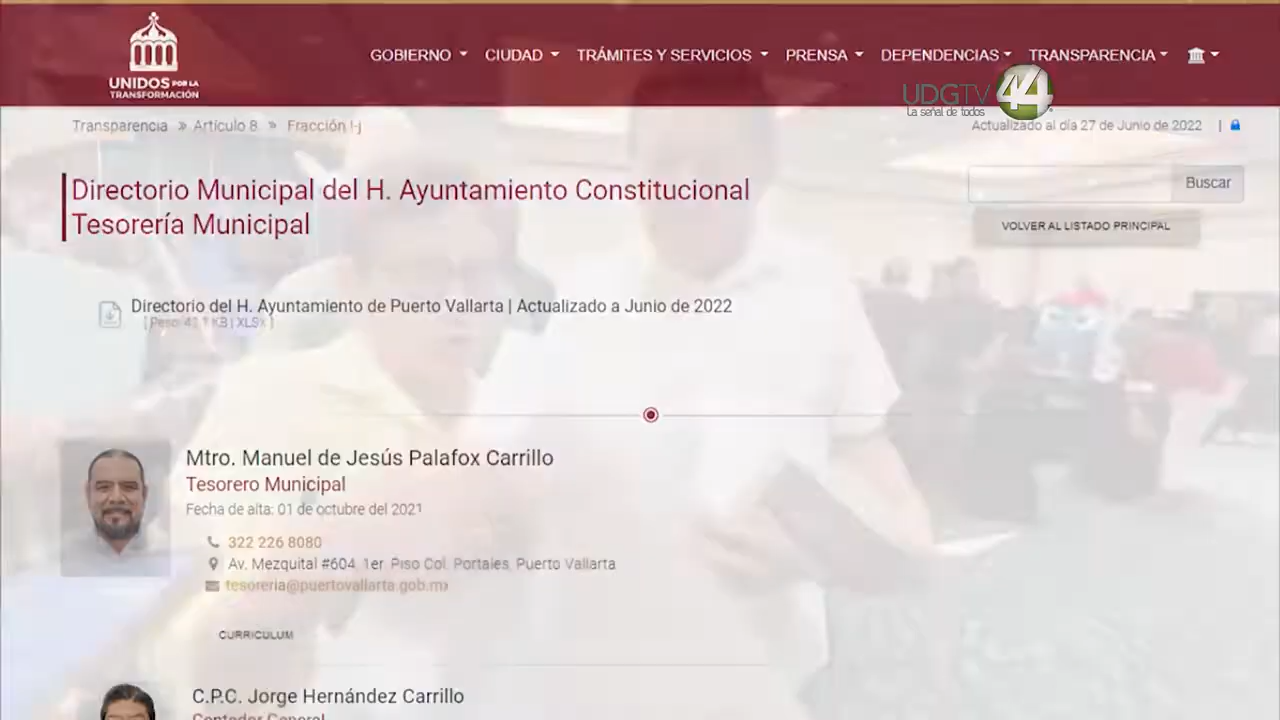 UNIDOS POR LA
TRANSFORMACIÓN
GOBIERNO
CIUDAD
TRÁMITES Y SERVICIOS
PRENSA
DEPENDENCIAS
TRANSPARENCIA
UDGTV 44
La señal de todos
Transparencia » Artículo 8 » Fracción I-j
Actualizado al día 27 de Junio de 2022 |
Directorio Municipal del H. Ayuntamiento Constitucional
Tesorería Municipal
Buscar
VOLVER AL LISTADO PRINCIPAL
Directorio del H. Ayuntamiento de Puerto Vallarta | Actualizado a Junio de 2022
KB | XLSX ]
Mtro. Manuel de Jesús Palafox Carrillo
Tesorero Municipal
Fecha de alta: 01 de octubre del 2021
322 226 8080
Av. Mezquital #604, 1er. Piso Col. Portales, Puerto Vallarta
tesoreria@puertovallarta.gob.mx
CURRICULUM
C.P.C. Jorge Hernández Carrillo
Contador General